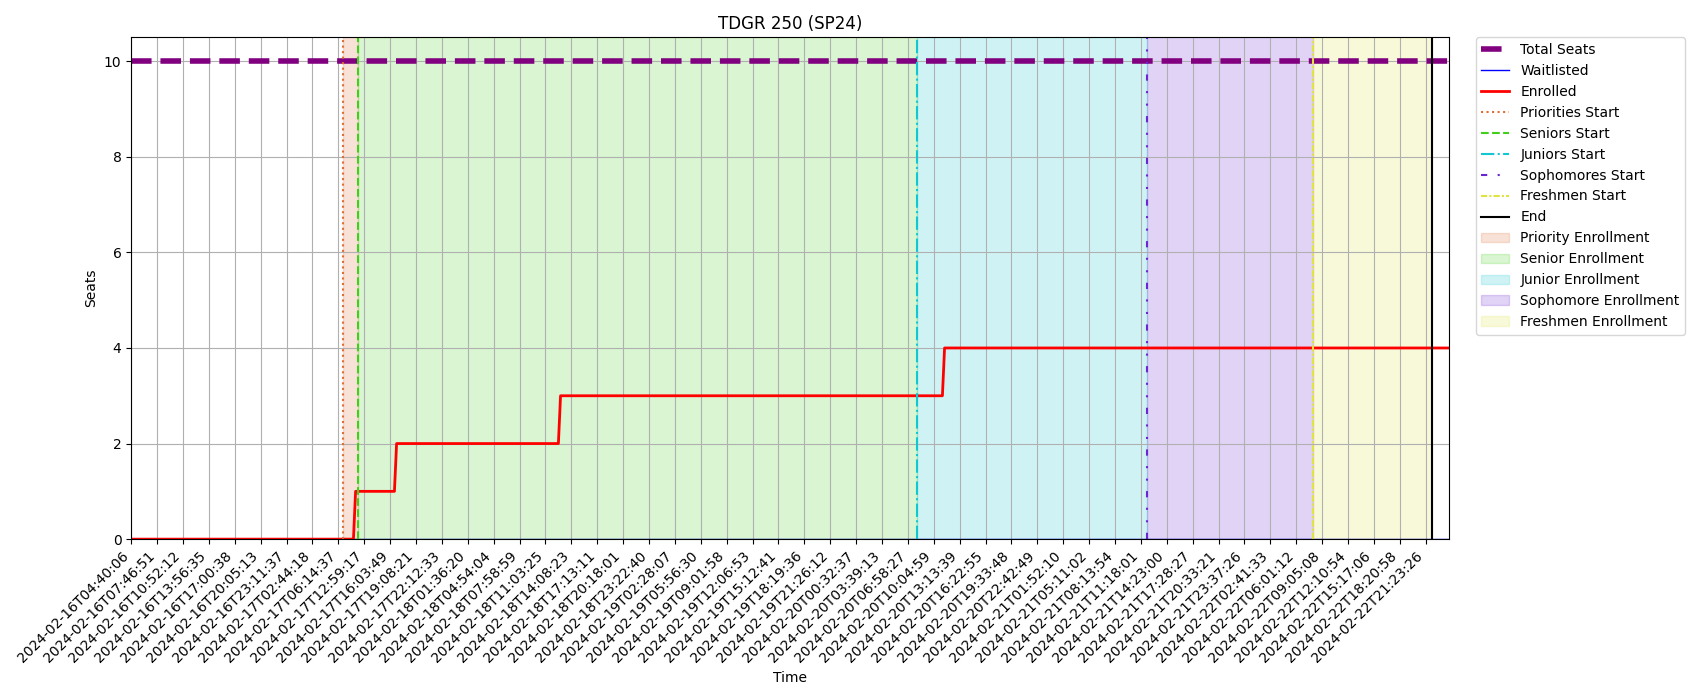 TDGR 250 (SP24)
10
8
6
4
2
0
Seats
2024-02-16T04:40:06
2024-02-16T07:46:51
2024-02-16T10:52:12
2024-02-16T13:56:35
2024-02-16T17:00:38
2024-02-16T20:05:13
2024-02-16T23:11:37
2024-02-17T02:44:18
2024-02-17T06:14:37
2024-02-17T12:59:17
2024-02-17T16:03:49
2024-02-17T19:08:21
2024-02-17T22:12:33
2024-02-18T01:36:20
2024-02-18T04:54:04
2024-02-18T07:58:59
2024-02-18T11:03:25
2024-02-18T14:08:23
2024-02-18T17:13:11
2024-02-18T20:18:01
2024-02-18T23:22:40
2024-02-19T02:28:07
2024-02-19T05:56:30
2024-02-19T09:01:58
2024-02-19T12:06:53
2024-02-19T15:12:41
2024-02-19T18:19:36
2024-02-19T21:26:12
2024-02-20T00:32:37
2024-02-20T03:39:13
2024-02-20T06:58:27
2024-02-20T10:04:59
2024-02-20T13:13:39
2024-02-20T16:22:55
2024-02-20T19:33:48
2024-02-20T22:42:49
2024-02-21T01:52:10
2024-02-21T05:11:02
2024-02-21T08:13:54
2024-02-21T11:18:01
2024-02-21T14:23:00
2024-02-21T17:28:27
2024-02-21T20:33:21
2024-02-21T23:37:26
2024-02-22T02:41:33
2024-02-22T06:01:12
2024-02-22T09:05:08
2024-02-22T12:10:54
2024-02-22T15:17:06
2024-02-22T18:20:58
2024-02-22T21:23:26
Time
Total Seats
Waitlisted
Enrolled
Priorities Start
Seniors Start
Juniors Start
Sophomores Start
Freshmen Start
End
Priority Enrollment
Senior Enrollment
Junior Enrollment
Sophomore Enrollment
Freshmen Enrollment